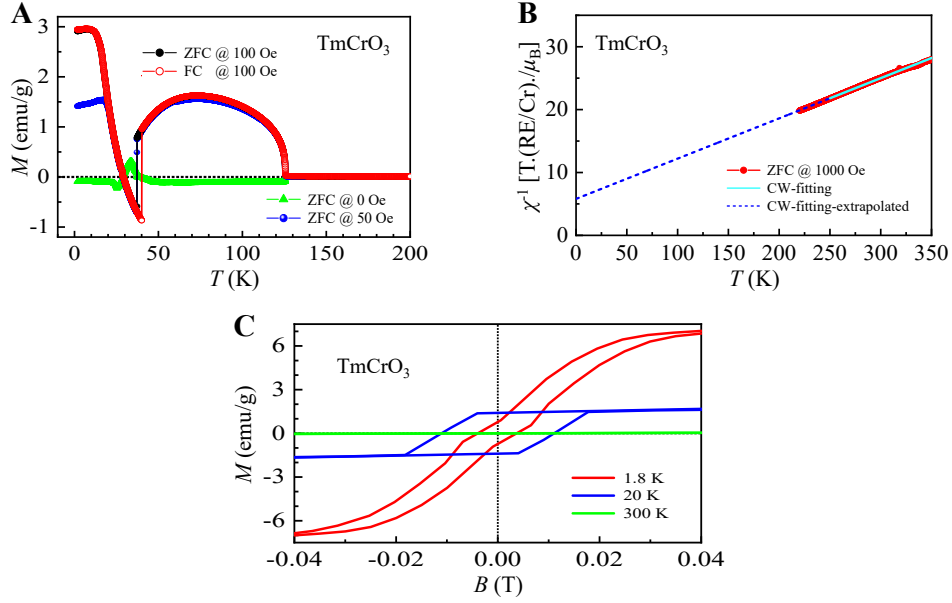 A
TmCrO3
ZFC @ 100 Oe
FC @ 100 Oe
ZFC @ 0 Oe
ZFC @ 50 Oe
M (emu/g)
3
2
1
0
-1
0 50 100 150 200
T (K)
B
TmCrO3
ZFC @ 1000 Oe
CW-fitting
CW-fitting-extrapolated
χ-1 [T.(RE/Cr)./μB]
35
30
20
10
0
0 50 100 150 200 250 300 350
T (K)
C
TmCrO3
1.8 K
20 K
300 K
M (emu/g)
6
3
0
-3
-6
-0.04 -0.02 0.00 0.02 0.04
B (T)